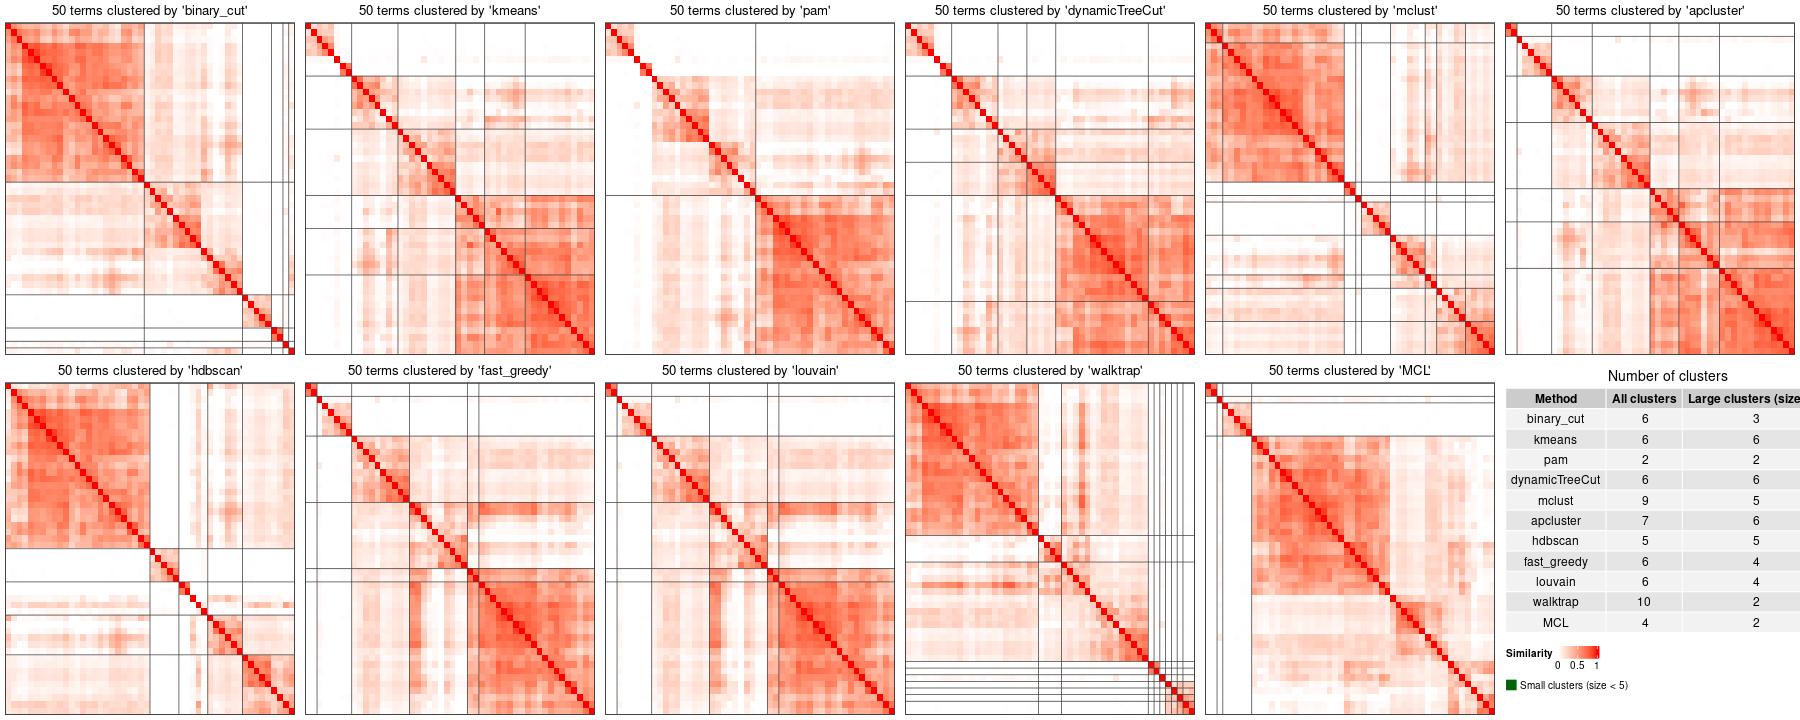 50 terms clustered by 'binary_cut'
50 terms clustered by 'kmeans'
50 terms clustered by 'pam'
50 terms clustered by 'dynamicTreeCut'
50 terms clustered by 'mclust'
50 terms clustered by 'apcluster'
50 terms clustered by 'hdbscan'
50 terms clustered by 'fast_greedy'
50 terms clustered by 'louvain'
50 terms clustered by 'walktrap'
50 terms clustered by 'MCL'
Number of clusters
Method All clusters Large clusters (size
binary_cut 6 3
kmeans 6 6
pam 2 2
dynamicTreeCut 6 6
mclust 9 5
apcluster 7 6
hdbscan 5 5
fast_greedy 6 4
louvain 6 4
walktrap 10 2
MCL 4 2
Similarity
0 0.5 1
Small clusters (size < 5)